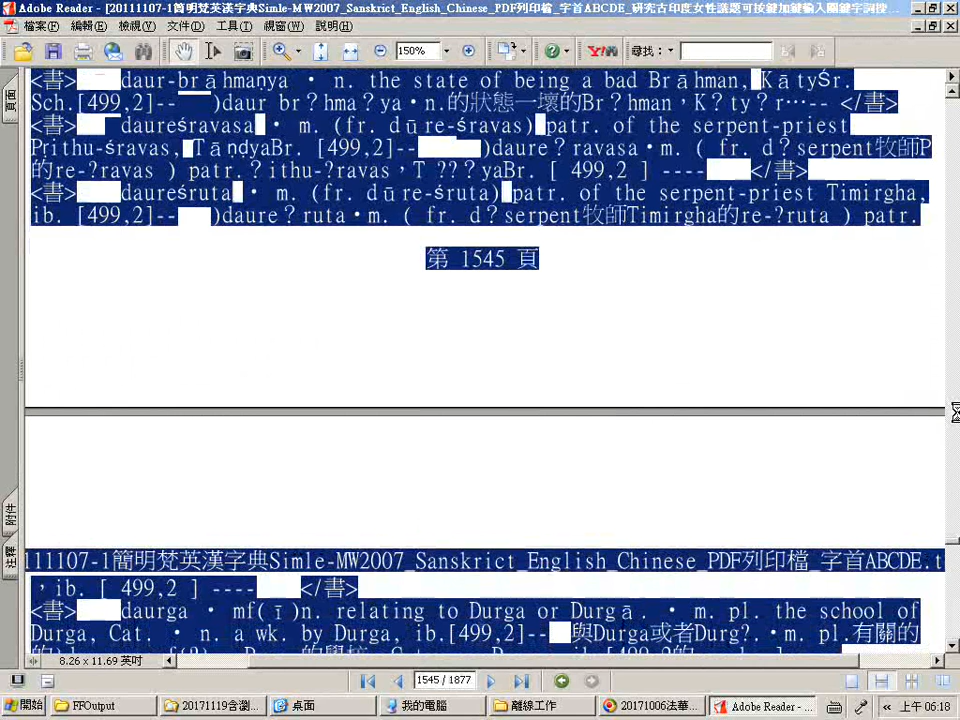 Adobe Reader - [20111107-1簡明梵英漢字典Simle-MW2007_Sanskrict_English_Chinese_PDF列印檔_字首ABCDE_研究古印度女性議題可按鍵加鍵輸入關鍵字詞搜...
檔案(F) 編輯(E) 檢視(V) 文件(D) 工具(T) 視窗(W) 說明(H)
150% Y! 尋找：
頁面
<書> daur-brāhmaṇya • n. the state of being a bad Brāhman, KātyŚr.
Sch.[499,2]-- )daur br?hma?ya•n.的狀態一壞的Br?hman，K?ty?r…-- </書>
<書> daureśravasa • m. (fr. dūre-śravas) patr. of the serpent-priest
Prithu-śravas, TāṇḍyaBr. [499,2]-- )daure?ravasa•m. ( fr. d?serpent牧師P
的re-?ravas ) patr.?ithu-?ravas，T ???yaBr. [ 499,2 ] ---- </書>
<書> daureśruta • m. (fr. dūre-śruta) patr. of the serpent-priest Timirgha,
ib. [499,2]-- )daure?ruta•m. ( fr. d?serpent牧師Timirgha的re-?ruta ) patr.
第 1545 頁
附件
註釋
111107-1簡明梵英漢字典Simle-MW2007_Sanskrict_English_Chinese_PDF列印檔_字首ABCDE.t
，ib. [ 499,2 ] ---- </書>
<書> daurga • mf(ī)n. relating to Durga or Durgā. • m. pl. the school of
Durga, Cat. • n. a wk. by Durga, ib.[499,2]-- 與Durga或者Durg?.•m. pl.有關的
8.26 x 11.69 英吋
1545 / 1877
開始 FFOutput 20171119含瀏... 桌面 我的電腦 離線工作 20171006法華... Adobe Reader - ... 上午 06:18